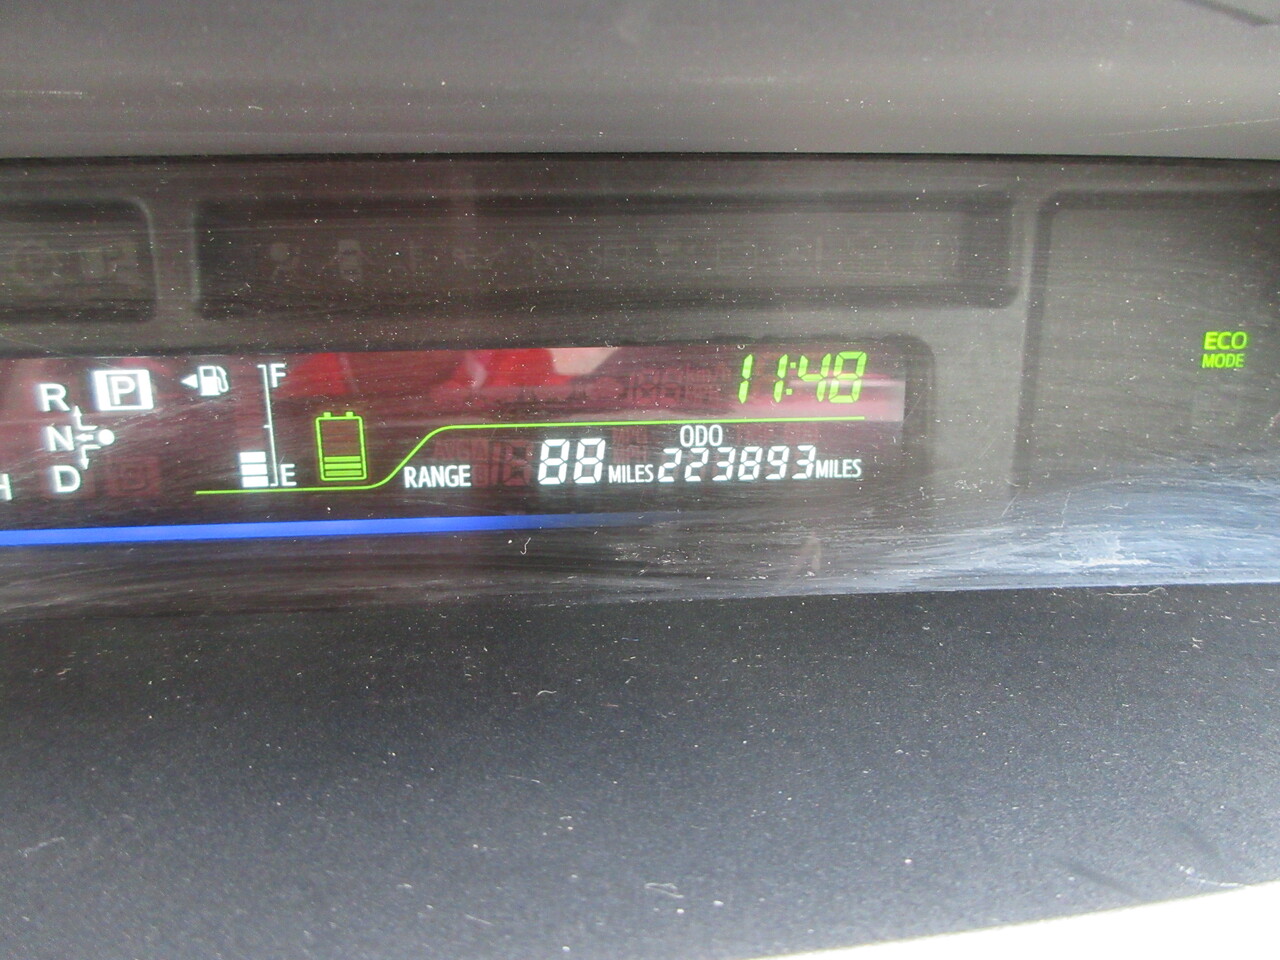 11:48
ECO
MODE
F
R P
N
D
H
E
RANGE 88 MILES
ODO
223893 MILES